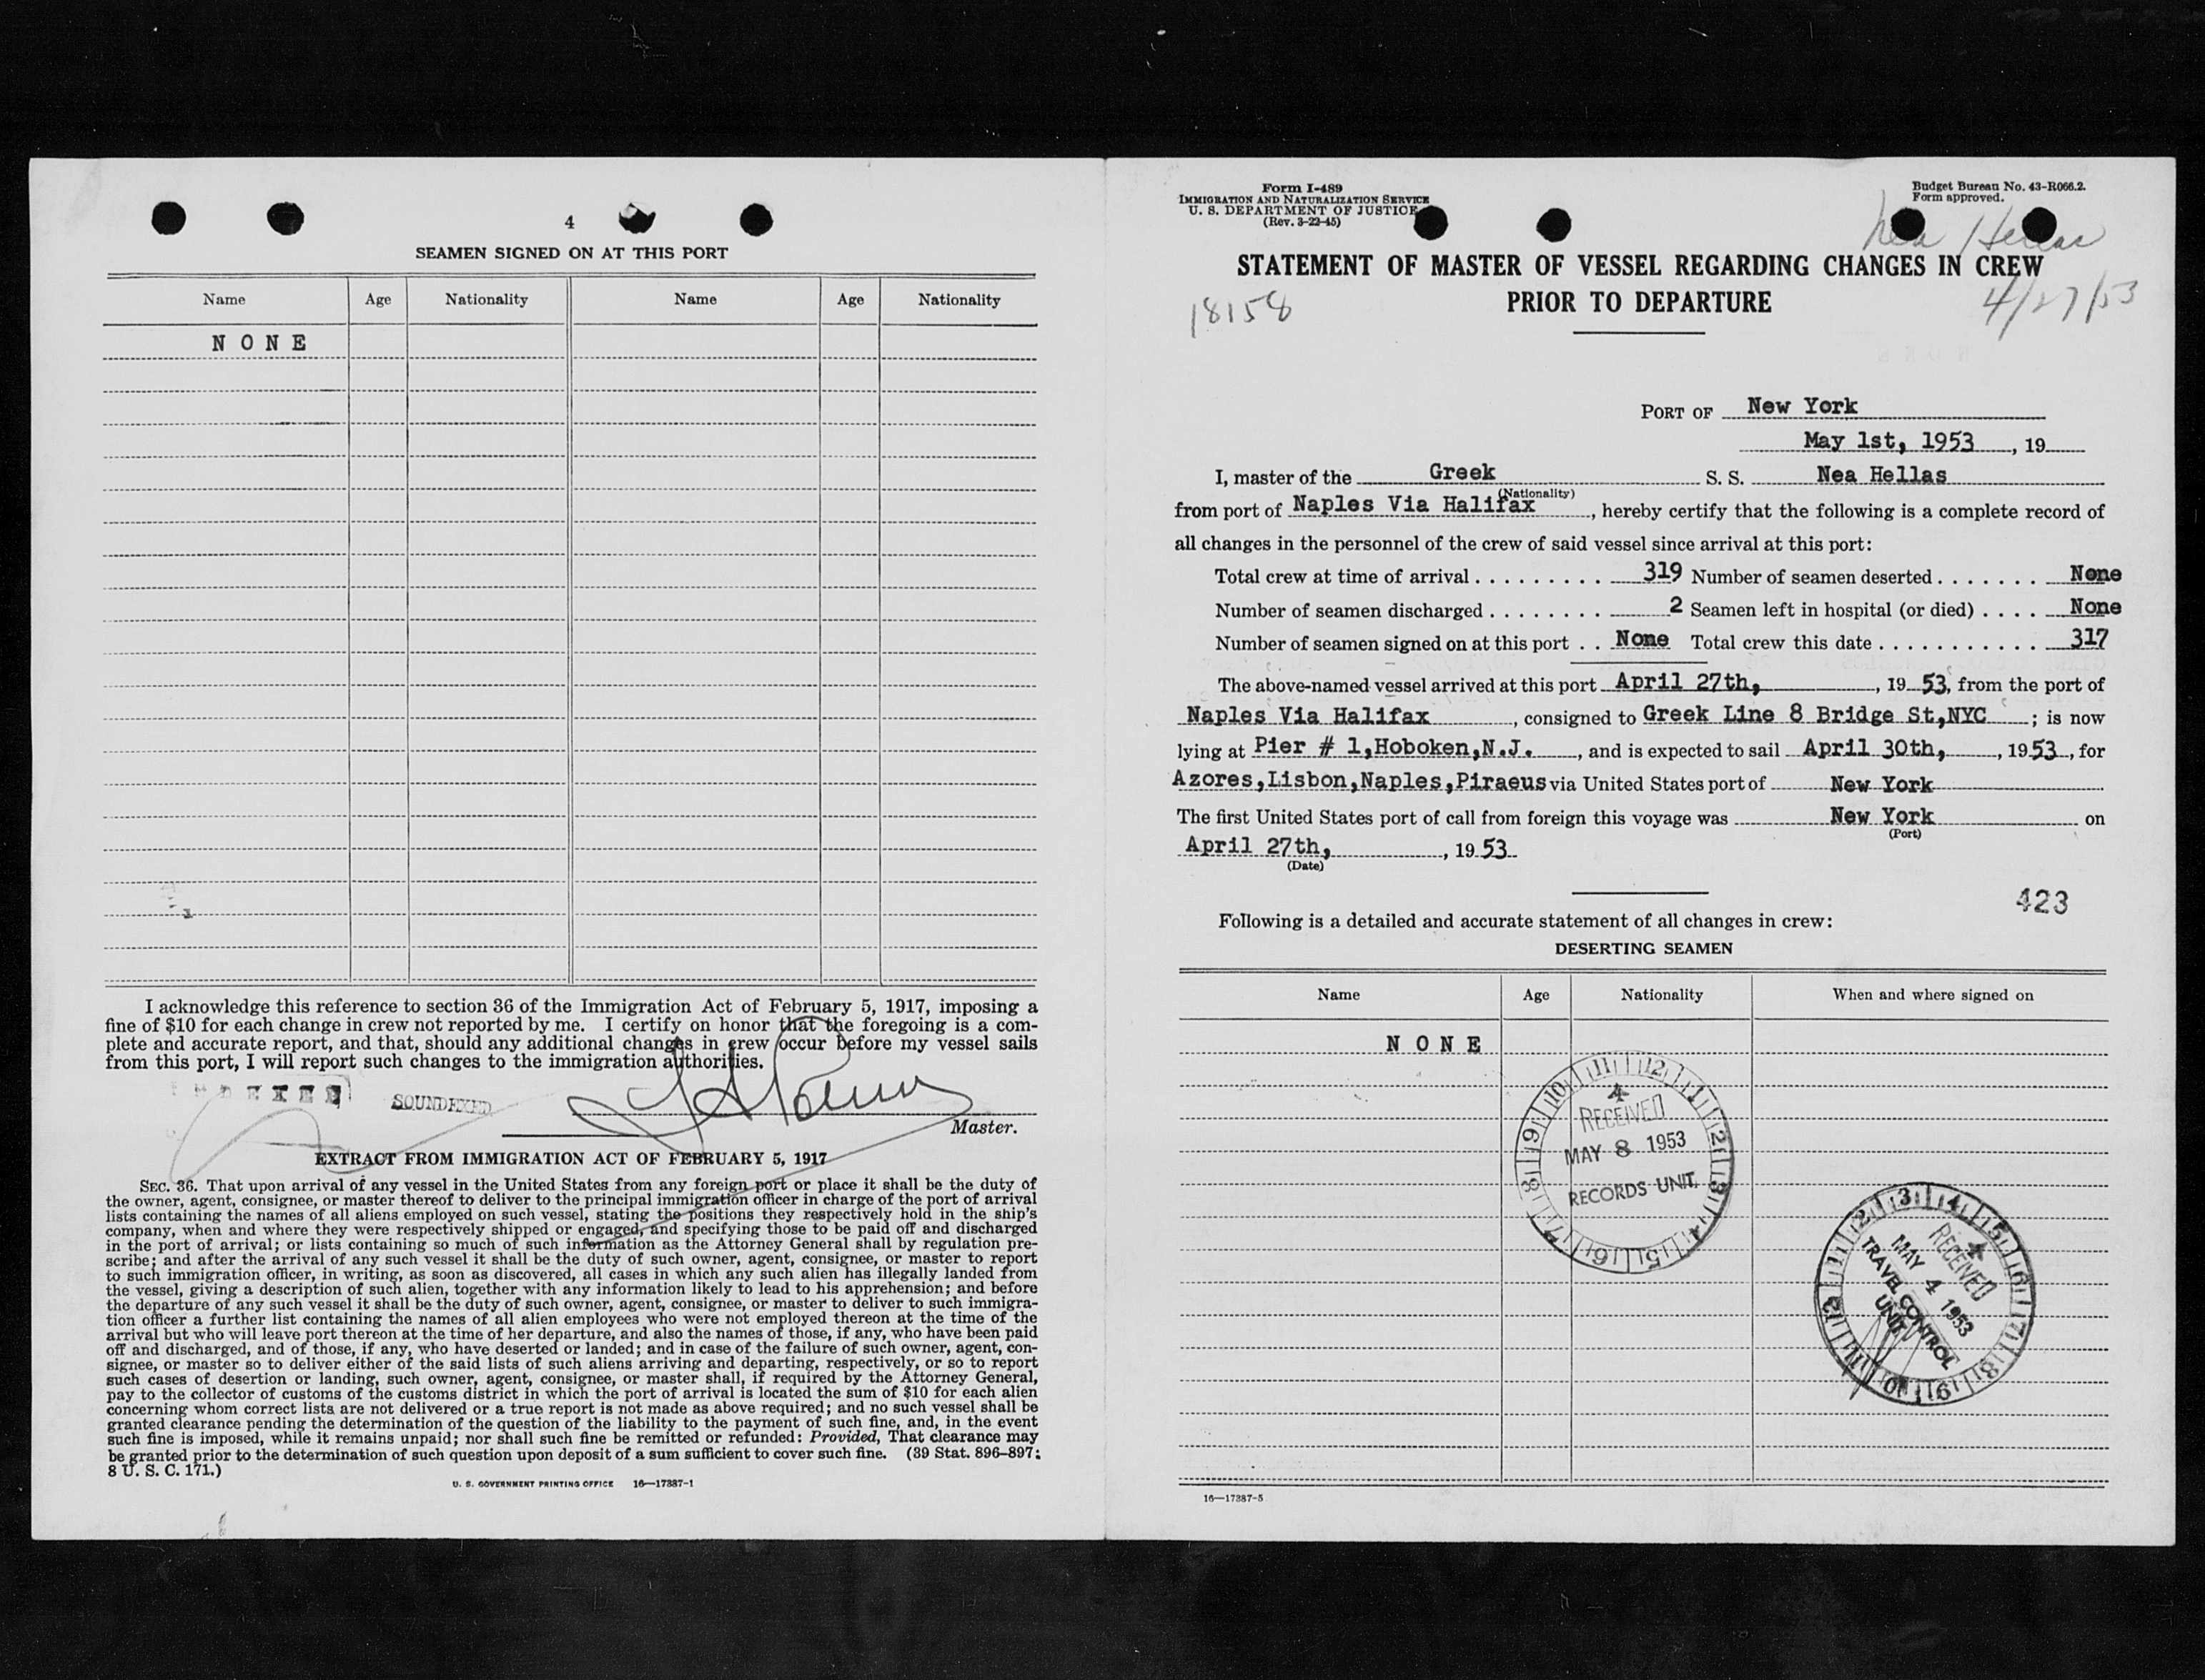 4
SEAMEN SIGNED ON AT THIS PORT
Name Age Nationality Name Age Nationality
NONE
I acknowledge this reference to section 36 of the Immigration Act of February 5, 1917, imposing a
fine of $10 for each change in crew not reported by me. I certify on honor that the foregoing is a com-
plete and accurate report, and that, should any additional changes in crew occur before my vessel sails
from this port, I will report such changes to the immigration authorities.
SOUNDEXED
Master.
EXTRACT FROM IMMIGRATION ACT OF FEBRUARY 5, 1917
SEC. 36. That upon arrival of any vessel in the United States from any foreign port or place it shall be the duty of
the owner, agent, consignee, or master thereof to deliver to the principal immigration officer in charge of the port of arrival
lists containing the names of all aliens employed on such vessel, stating the positions they respectively hold in the ship's
company, when and where they were respectively shipped or engaged, and specifying those to be paid off and discharged
in the port of arrival; or lists containing so much of such information as the Attorney General shall by regulation pre-
scribe; and after the arrival of any such vessel it shall be the duty of such owner, agent, consignee, or master to report
to such immigration officer, in writing, as soon as discovered, all cases in which any such alien has illegally landed from
the vessel, giving a description of such alien, together with any information likely to lead to his apprehension; and before
the departure of any such vessel it shall be the duty of such owner, agent, consignee, or master to deliver to such immigra-
tion officer a further list containing the names of all alien employees who were not employed thereon at the time of the
arrival but who will leave port thereon at the time of her departure, and also the names of those, if any, who have been paid
off and discharged, and of those, if any, who have deserted or landed; and in case of the failure of such owner, agent, con-
signee, or master so to deliver either of the said lists of such aliens arriving and departing, respectively, or so to report
such cases of desertion or landing, such owner, agent, consignee, or master shall, if required by the Attorney General,
pay to the collector of customs of the customs district in which the port of arrival is located the sum of $10 for each alien
concerning whom correct lists are not delivered or a true report is not made as above required; and no such vessel shall be
granted clearance pending the determination of the question of the liability to the payment of such fine, and, in the event
such fine is imposed, while it remains unpaid; nor shall such fine be remitted or refunded: Provided, That clearance may
be granted prior to the determination of such question upon deposit of a sum sufficient to cover such fine. (39 Stat. 896–897;
8 U. S. C. 171.)
U. S. GOVERNMENT PRINTING OFFICE 16—17387-1
Form I-489
IMMIGRATION AND NATURALIZATION SERVICE
U. S. DEPARTMENT OF JUSTICE
(Rev. 3-22-45)
Budget Bureau No. 43-R066.2.
Form approved.
Nea Hellas
STATEMENT OF MASTER OF VESSEL REGARDING CHANGES IN CREW
PRIOR TO DEPARTURE
18158
4/27/53
PORT OF New York
May 1st, 1953, 19
I, master of the Greek S. S. Nea Hellas
(Nationality)
from port of Naples Via Halifax, hereby certify that the following is a complete record of
all changes in the personnel of the crew of said vessel since arrival at this port:
Total crew at time of arrival . . . . . . . . . 319 Number of seamen deserted . . . . . . . None
Number of seamen discharged . . . . . . . . 2 Seamen left in hospital (or died) . . . . None
Number of seamen signed on at this port . . None Total crew this date . . . . . . . . . . . 317
The above-named vessel arrived at this port April 27th, , 19 53, from the port of
Naples Via Halifax , consigned to Greek Line 8 Bridge St,NYC ; is now
lying at Pier # 1,Hoboken,N.J. , and is expected to sail April 30th, , 1953 , for
Azores,Lisbon,Naples,Piraeus via United States port of New York
The first United States port of call from foreign this voyage was New York on
(Port)
April 27th, , 19 53
(Date)
423
Following is a detailed and accurate statement of all changes in crew:
DESERTING SEAMEN
Name Age Nationality When and where signed on
NONE
RECEIVED
MAY 8 1953
RECORDS UNIT
RECEIVED
MAY 4 1953
TRAVEL CONTROL
UNIT
16—17387-5